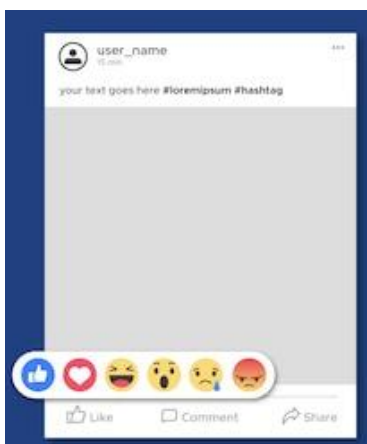 user_name
15 min
your text goes here #loremipsum #hashtag
Like Comment Share